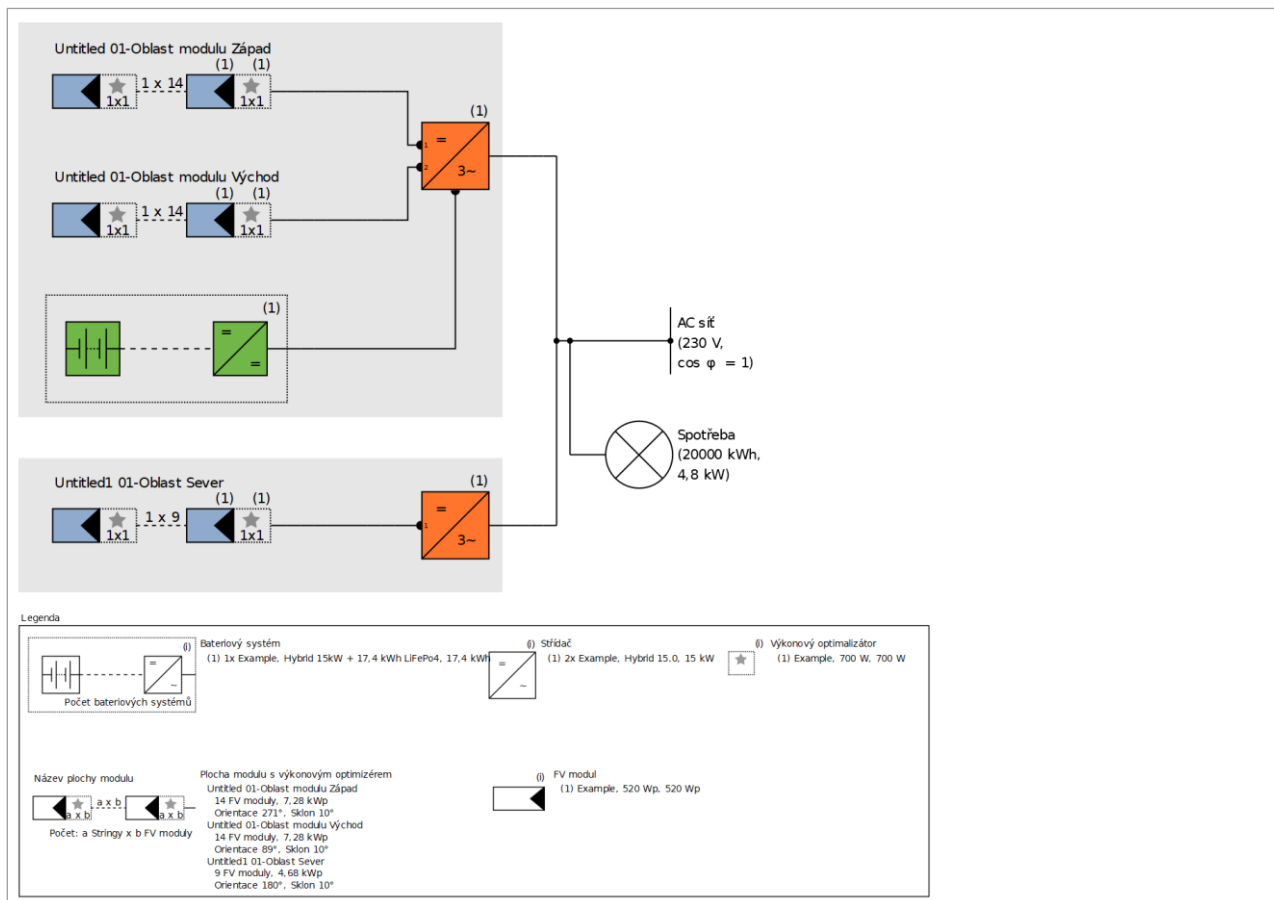 Untitled 01-Oblast modulu Západ
(1) (1)
1 x 14
1x1 1x1
(1)
=
1
3~
2
Untitled 01-Oblast modulu Východ
(1) (1)
1 x 14
1x1 1x1
(1)
=
=
AC síť
(230 V,
cos φ = 1)
Spotřeba
(20000 kWh,
4,8 kW)
Untitled1 01-Oblast Sever
(1) (1)
(1)
1 x 9
1x1 1x1
=
1
3~
Legenda
(i)
=
~
Počet bateriových systémů
Bateriový systém
(1) 1x Example, Hybrid 15kW + 17,4 kWh LiFePo4, 17,4 kWh
(i) Střídač
=
~
(1) 2x Example, Hybrid 15.0, 15 kW
(i) Výkonový optimalizátor
(1) Example, 700 W, 700 W
Název plochy modulu
a x b
a x b a x b
Počet: a Stringy x b FV moduly
Plocha modulu s výkonovým optimizérem
Untitled 01-Oblast modulu Západ
14 FV moduly, 7,28 kWp
Orientace 271°, Sklon 10°
Untitled 01-Oblast modulu Východ
14 FV moduly, 7,28 kWp
Orientace 89°, Sklon 10°
Untitled1 01-Oblast Sever
9 FV moduly, 4,68 kWp
Orientace 180°, Sklon 10°
(i) FV modul
(1) Example, 520 Wp, 520 Wp